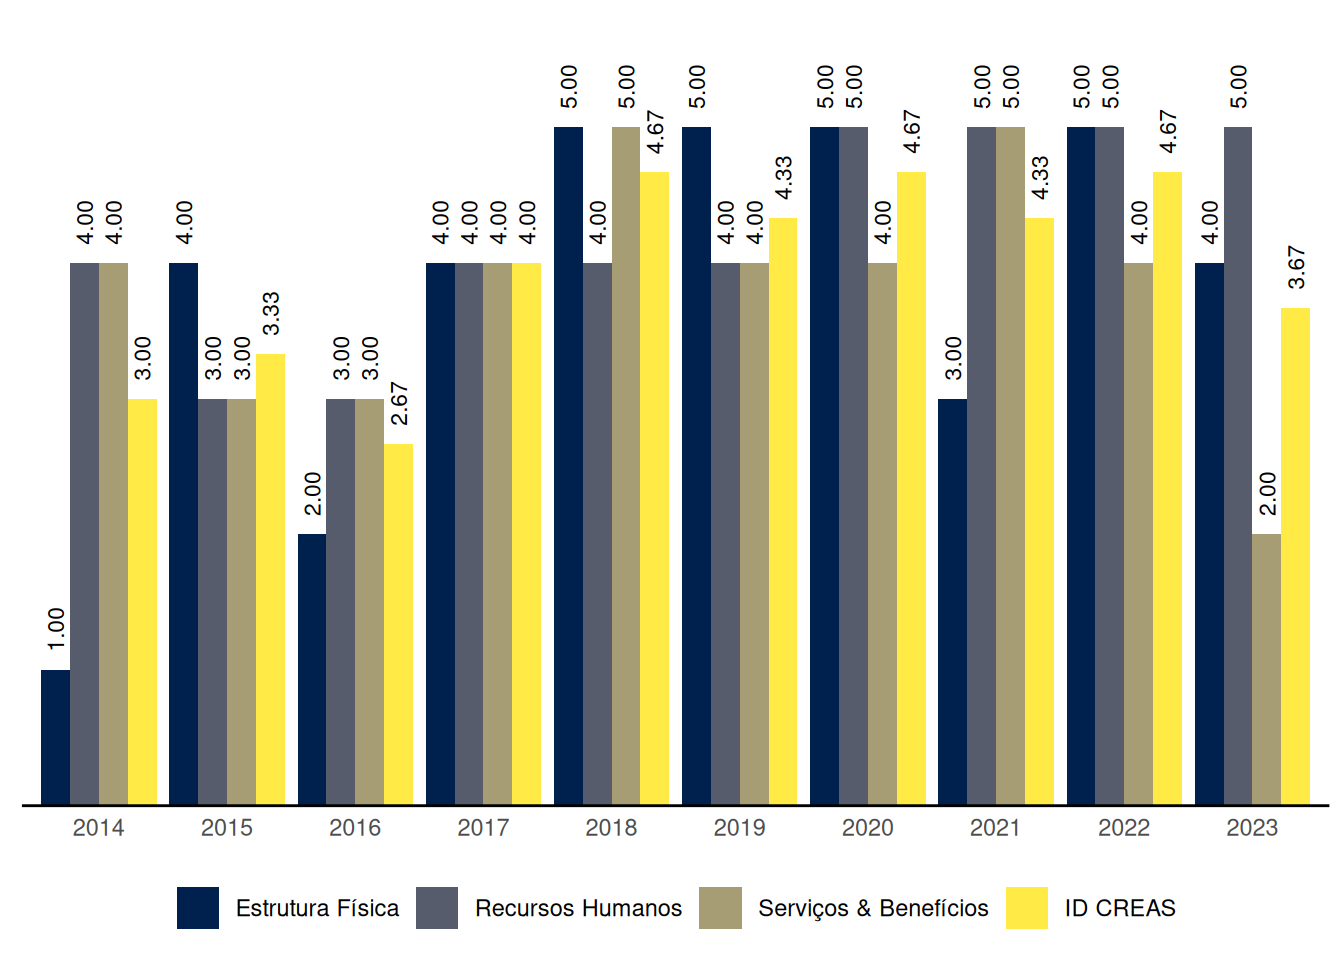 1.00 4.00 4.00 3.00 4.00 3.00 3.00 3.33 2.00 3.00 3.00 2.67 4.00 4.00 4.00 4.00 5.00 4.00 5.00 4.67 5.00 4.00 4.00 4.33 5.00 5.00 4.00 4.67 3.00 5.00 5.00 4.33 5.00 5.00 4.00 4.67 4.00 5.00 2.00 3.67
2014 2015 2016 2017 2018 2019 2020 2021 2022 2023
Estrutura Física Recursos Humanos Serviços & Benefícios ID CREAS